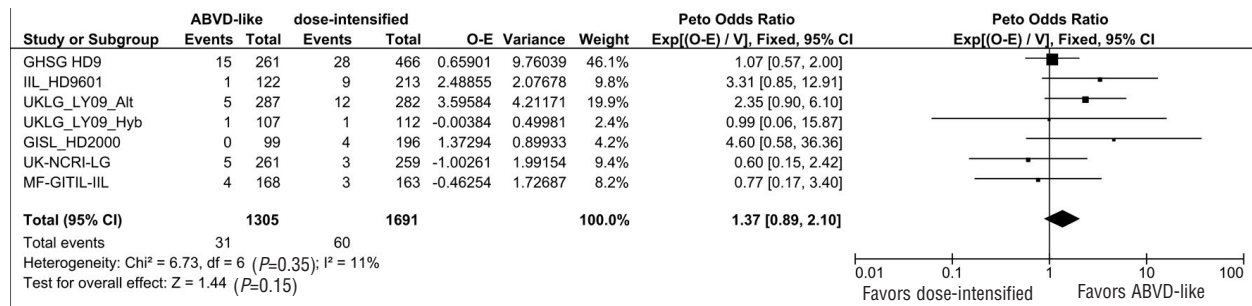 ABVD-like dose-intensified Peto Odds Ratio Peto Odds Ratio
Study or Subgroup Events Total Events Total O-E Variance Weight Exp[(O-E) / V], Fixed, 95% CI Exp[(O-E) / V], Fixed, 95% CI
GHSG HD9 15 261 28 466 0.65901 9.76039 46.1% 1.07 [0.57, 2.00]
IIL_HD9601 1 122 9 213 2.48855 2.07678 9.8% 3.31 [0.85, 12.91]
UKLG_LY09_Alt 5 287 12 282 3.59584 4.21171 19.9% 2.35 [0.90, 6.10]
UKLG_LY09_Hyb 1 107 1 112 -0.00384 0.49981 2.4% 0.99 [0.06, 15.87]
GISL_HD2000 0 99 4 196 1.37294 0.89933 4.2% 4.60 [0.58, 36.36]
UK-NCRI-LG 5 261 3 259 -1.00261 1.99154 9.4% 0.60 [0.15, 2.42]
MF-GITIL-IIL 4 168 3 163 -0.46254 1.72687 8.2% 0.77 [0.17, 3.40]
Total (95% CI) 1305 1691 100.0% 1.37 [0.89, 2.10]
Total events 31 60
Heterogeneity: Chi² = 6.73, df = 6 (P=0.35); I² = 11%
Test for overall effect: Z = 1.44 (P=0.15)
0.01 0.1 1 10 100
Favors dose-intensified Favors ABVD-like